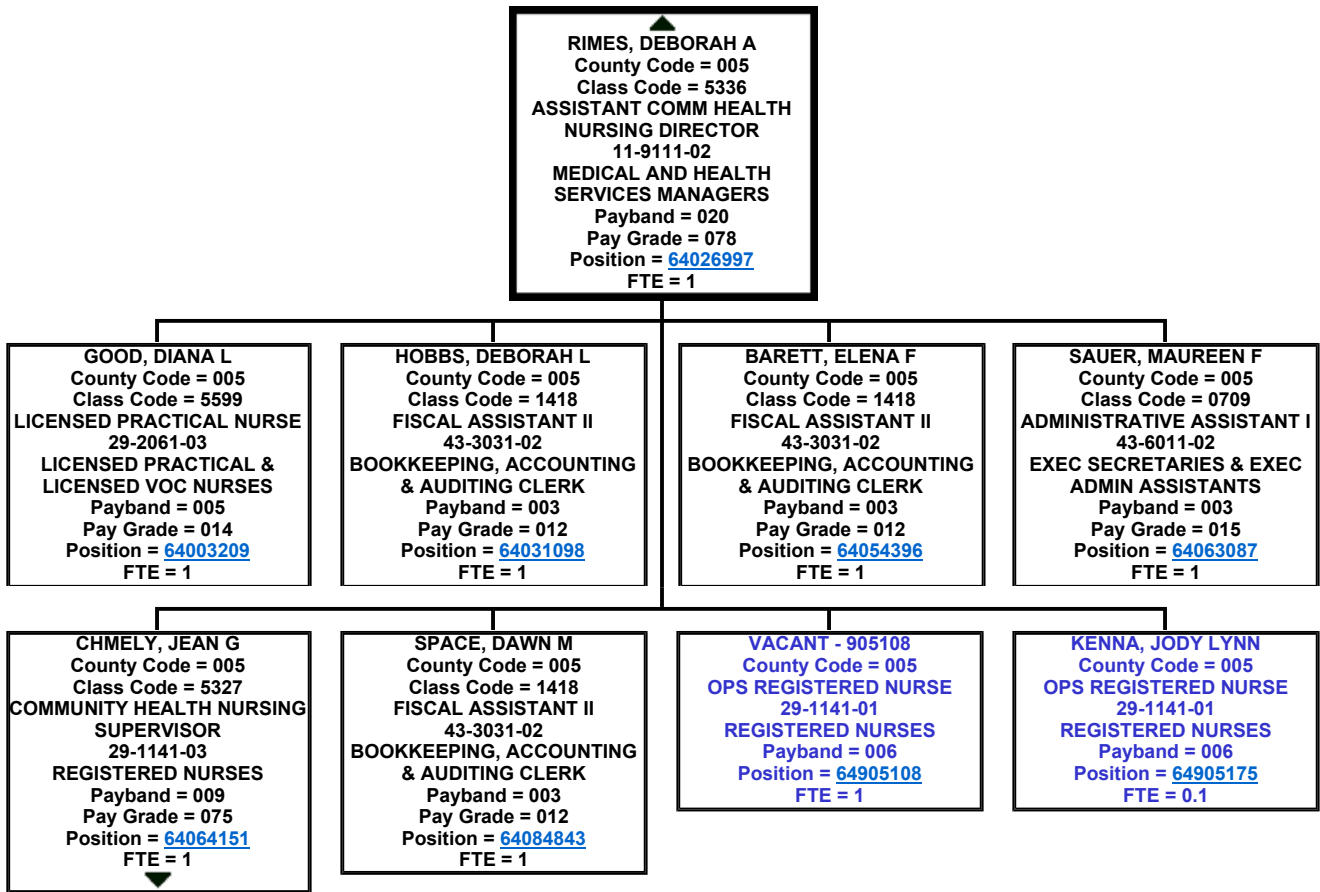 RIMES, DEBORAH A
County Code = 005
Class Code = 5336
ASSISTANT COMM HEALTH
NURSING DIRECTOR
11-9111-02
MEDICAL AND HEALTH
SERVICES MANAGERS
Payband = 020
Pay Grade = 078
Position = 64026997
FTE = 1
GOOD, DIANA L
County Code = 005
Class Code = 5599
LICENSED PRACTICAL NURSE
29-2061-03
LICENSED PRACTICAL &
LICENSED VOC NURSES
Payband = 005
Pay Grade = 014
Position = 64003209
FTE = 1
HOBBS, DEBORAH L
County Code = 005
Class Code = 1418
FISCAL ASSISTANT II
43-3031-02
BOOKKEEPING, ACCOUNTING
& AUDITING CLERK
Payband = 003
Pay Grade = 012
Position = 64031098
FTE = 1
BARETT, ELENA F
County Code = 005
Class Code = 1418
FISCAL ASSISTANT II
43-3031-02
BOOKKEEPING, ACCOUNTING
& AUDITING CLERK
Payband = 003
Pay Grade = 012
Position = 64054396
FTE = 1
SAUER, MAUREEN F
County Code = 005
Class Code = 0709
ADMINISTRATIVE ASSISTANT I
43-6011-02
EXEC SECRETARIES & EXEC
ADMIN ASSISTANTS
Payband = 003
Pay Grade = 015
Position = 64063087
FTE = 1
CHMELY, JEAN G
County Code = 005
Class Code = 5327
COMMUNITY HEALTH NURSING
SUPERVISOR
29-1141-03
REGISTERED NURSES
Payband = 009
Pay Grade = 075
Position = 64064151
FTE = 1
SPACE, DAWN M
County Code = 005
Class Code = 1418
FISCAL ASSISTANT II
43-3031-02
BOOKKEEPING, ACCOUNTING
& AUDITING CLERK
Payband = 003
Pay Grade = 012
Position = 64084843
FTE = 1
VACANT - 905108
County Code = 005
OPS REGISTERED NURSE
29-1141-01
REGISTERED NURSES
Payband = 006
Position = 64905108
FTE = 1
KENNA, JODY LYNN
County Code = 005
OPS REGISTERED NURSE
29-1141-01
REGISTERED NURSES
Payband = 006
Position = 64905175
FTE = 0.1